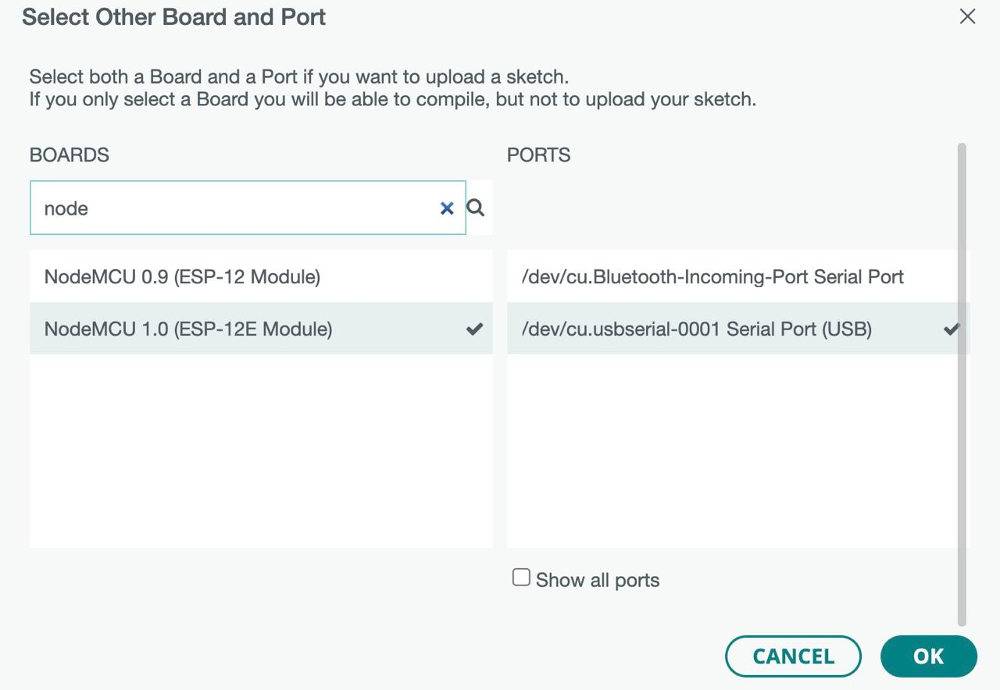 Select Other Board and Port
Select both a Board and a Port if you want to upload a sketch.
If you only select a Board you will be able to compile, but not to upload your sketch.
BOARDS
PORTS
node
NodeMCU 0.9 (ESP-12 Module)
/dev/cu.Bluetooth-Incoming-Port Serial Port
NodeMCU 1.0 (ESP-12E Module)
/dev/cu.usbserial-0001 Serial Port (USB)
Show all ports
CANCEL
OK